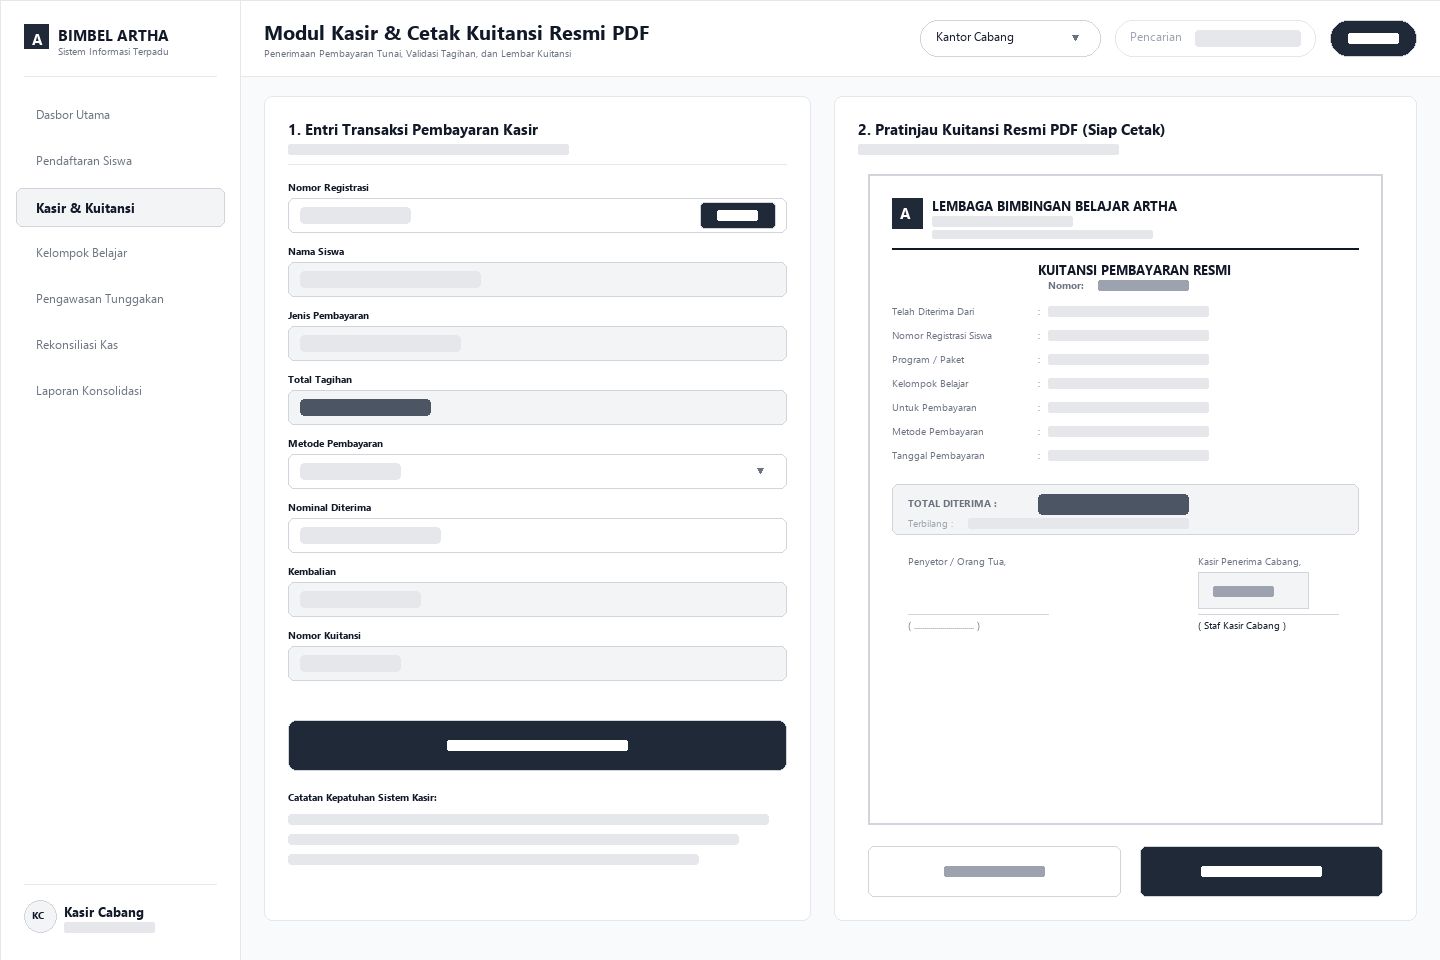 A
BIMBEL ARTHA
Sistem Informasi Terpadu
Dasbor Utama
Pendaftaran Siswa
Kasir & Kuitansi
Kelompok Belajar
Pengawasan Tunggakan
Rekonsiliasi Kas
Laporan Konsolidasi
KC
Kasir Cabang
Modul Kasir & Cetak Kuitansi Resmi PDF
Penerimaan Pembayaran Tunai, Validasi Tagihan, dan Lembar Kuitansi
Kantor Cabang ▼
Pencarian
1. Entri Transaksi Pembayaran Kasir
Nomor Registrasi
Nama Siswa
Jenis Pembayaran
Total Tagihan
Metode Pembayaran
▼
Nominal Diterima
Kembalian
Nomor Kuitansi
Catatan Kepatuhan Sistem Kasir:
2. Pratinjau Kuitansi Resmi PDF (Siap Cetak)
A
LEMBAGA BIMBINGAN BELAJAR ARTHA
KUITANSI PEMBAYARAN RESMI
Nomor:
Telah Diterima Dari :
Nomor Registrasi Siswa :
Program / Paket :
Kelompok Belajar :
Untuk Pembayaran :
Metode Pembayaran :
Tanggal Pembayaran :
TOTAL DITERIMA :
Terbilang :
Penyetor / Orang Tua,
( .............................. )
Kasir Penerima Cabang,
( Staf Kasir Cabang )